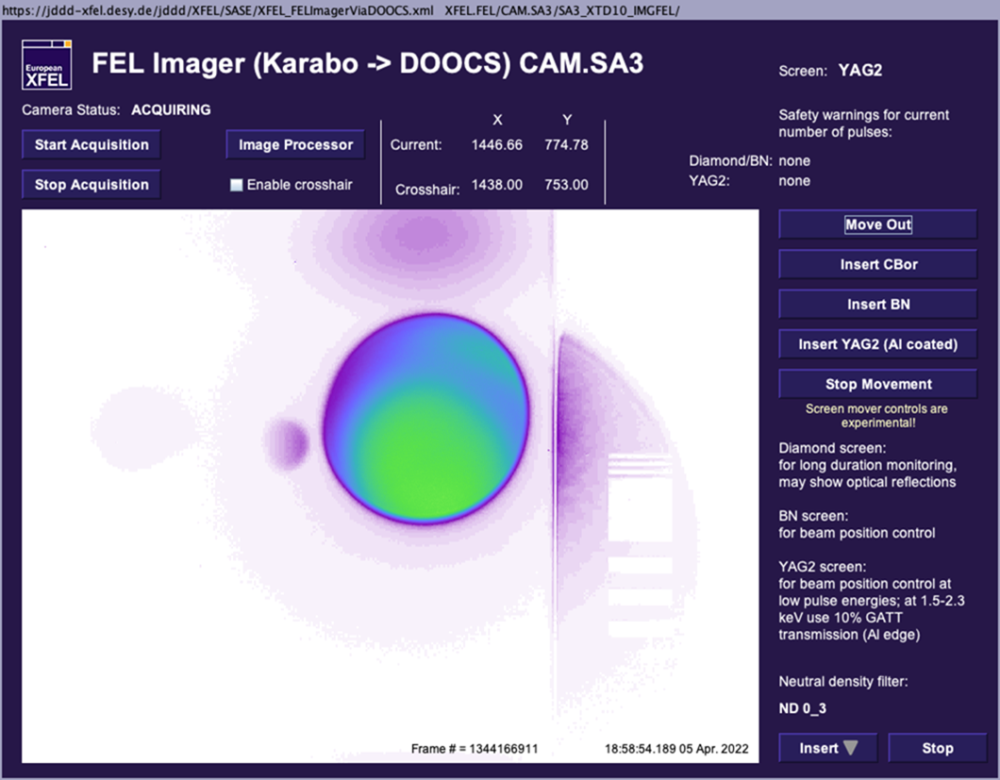 https://jddd-xfel.desy.de/jddd/XFEL/SASE/XFEL_FELImagerViaDOOCS.xml XFEL.FEL/CAM.SA3/SA3_XTD10_IMGFEL/
European
XFEL
FEL Imager (Karabo -> DOOCS) CAM.SA3
Screen: YAG2
Camera Status: ACQUIRING
Safety warnings for current
number of pulses:
X Y
Start Acquisition
Image Processor
Current: 1446.66 774.78
Diamond/BN: none
YAG2: none
Stop Acquisition
Enable crosshair
Crosshair: 1438.00 753.00
Move Out
Insert CBor
Insert BN
Insert YAG2 (Al coated)
Stop Movement
Screen mover controls are
experimental!
Diamond screen:
for long duration monitoring,
may show optical reflections
BN screen:
for beam position control
YAG2 screen:
for beam position control at
low pulse energies; at 1.5-2.3
keV use 10% GATT
transmission (Al edge)
Neutral density filter:
ND 0_3
Insert
Stop
Frame # = 1344166911
18:58:54.189 05 Apr. 2022